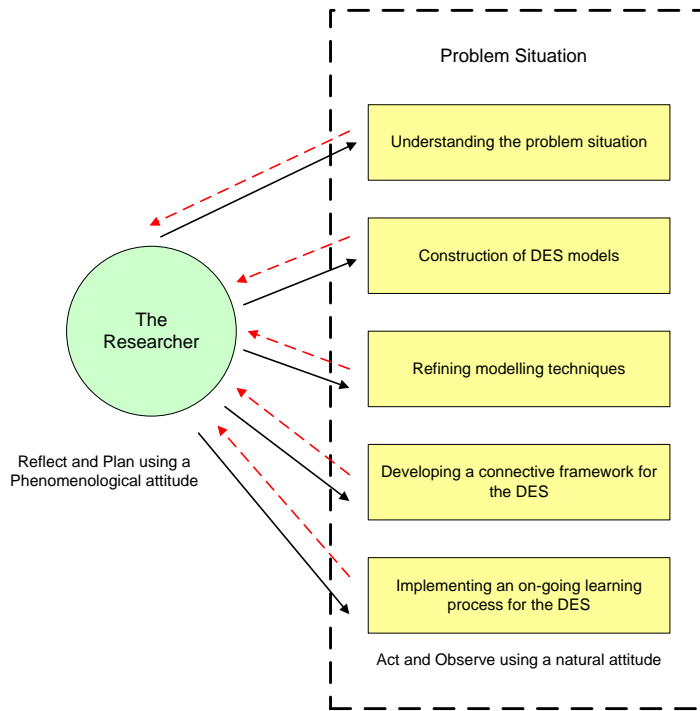 Problem Situation
Understanding the problem situation
Construction of DES models
The
Researcher
Refining modelling techniques
Reflect and Plan using a
Phenomenological attitude
Developing a connective framework for
the DES
Implementing an on-going learning
process for the DES
Act and Observe using a natural attitude